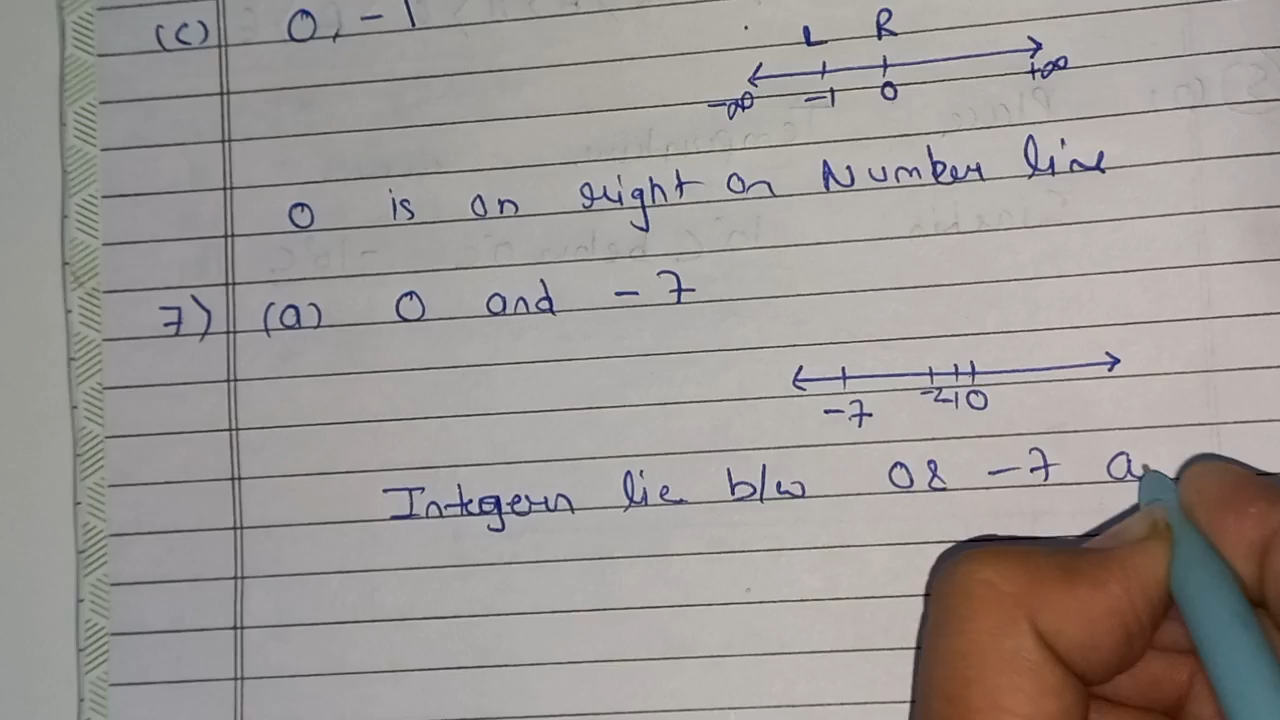 (c) 0, -1
L R
-∞ -1 0 +∞
0 is on right on Number line
7) (a) 0 and -7
-7 -2 -1 0
Integers lie b/w 0 & -7 a